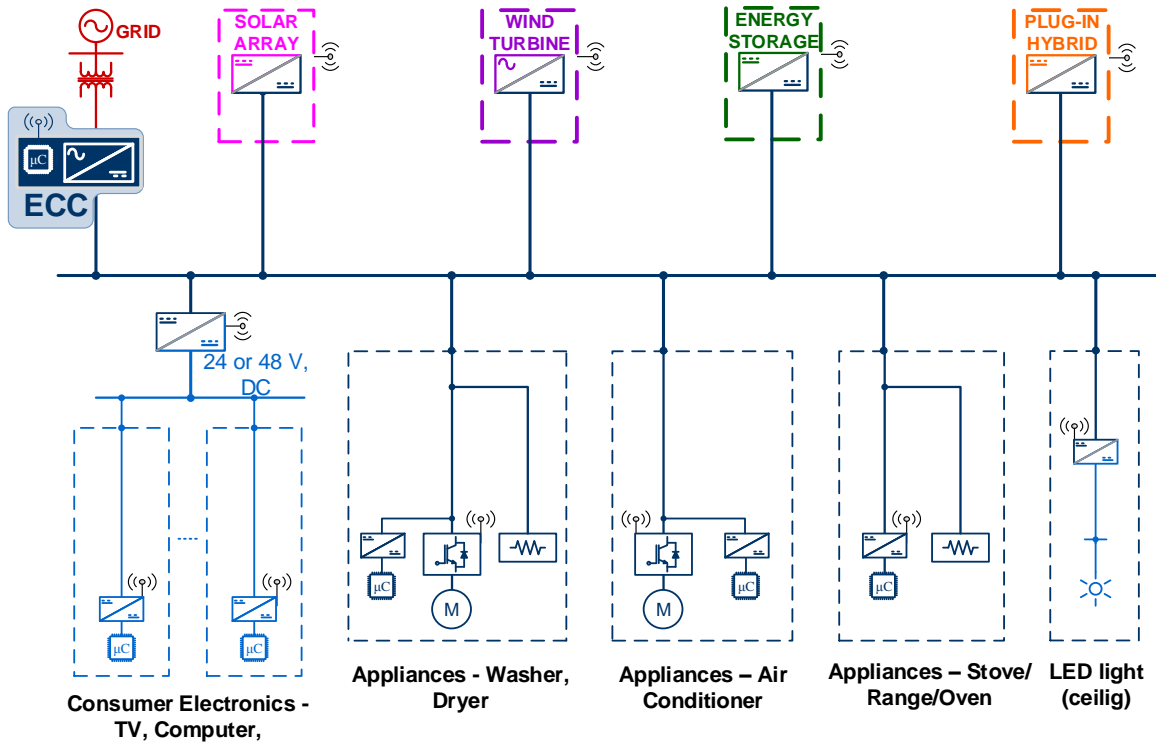 GRID
SOLAR
ARRAY
WIND
TURBINE
ENERGY
STORAGE
PLUG-IN
HYBRID
μC
ECC
24 or 48 V,
DC
μC
μC
μC
M
M
μC
μC
Consumer Electronics -
TV, Computer,
Appliances - Washer,
Dryer
Appliances – Air
Conditioner
Appliances – Stove/
Range/Oven
LED light
(ceilig)